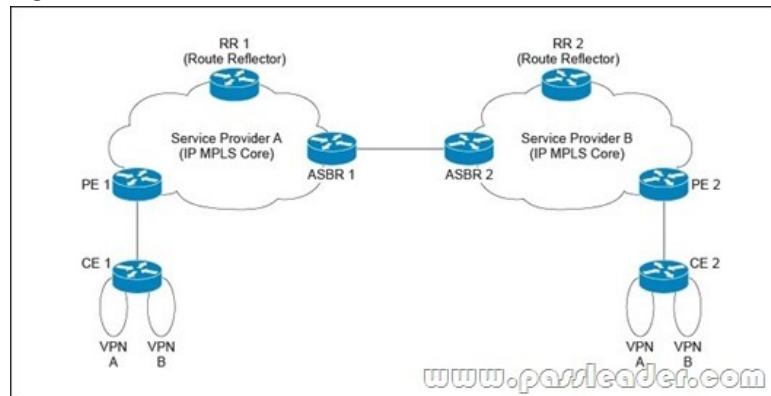 RR 1
(Route Reflector)
RR 2
(Route Reflector)
Service Provider A
(IP MPLS Core)
Service Provider B
(IP MPLS Core)
ASBR 1
ASBR 2
PE 1
PE 2
CE 1
CE 2
VPN
A
VPN
B
VPN
A
VPN
B
www.passleader.com